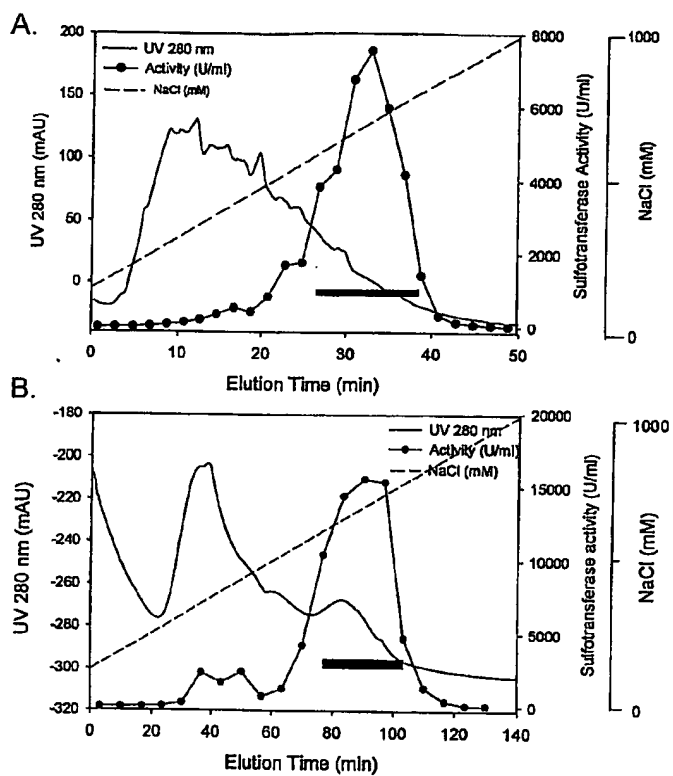 A.
UV 280 nm
Activity (U/ml)
NaCl (mM)
UV 280 nm (mAU)
200
150
100
50
0
8000
6000
4000
2000
0
Sulfotransferase Activity (U/ml)
1000
0
NaCl (mM)
0 10 20 30 40 50
Elution Time (min)
B.
UV 280 nm
Activity (U/ml)
NaCl (mM)
UV 280 nm (mAU)
-180
-200
-220
-240
-260
-280
-300
-320
20000
15000
10000
5000
0
Sulfotransferase activity (U/ml)
1000
0
NaCl (mM)
0 20 40 60 80 100 120 140
Elution Time (min)